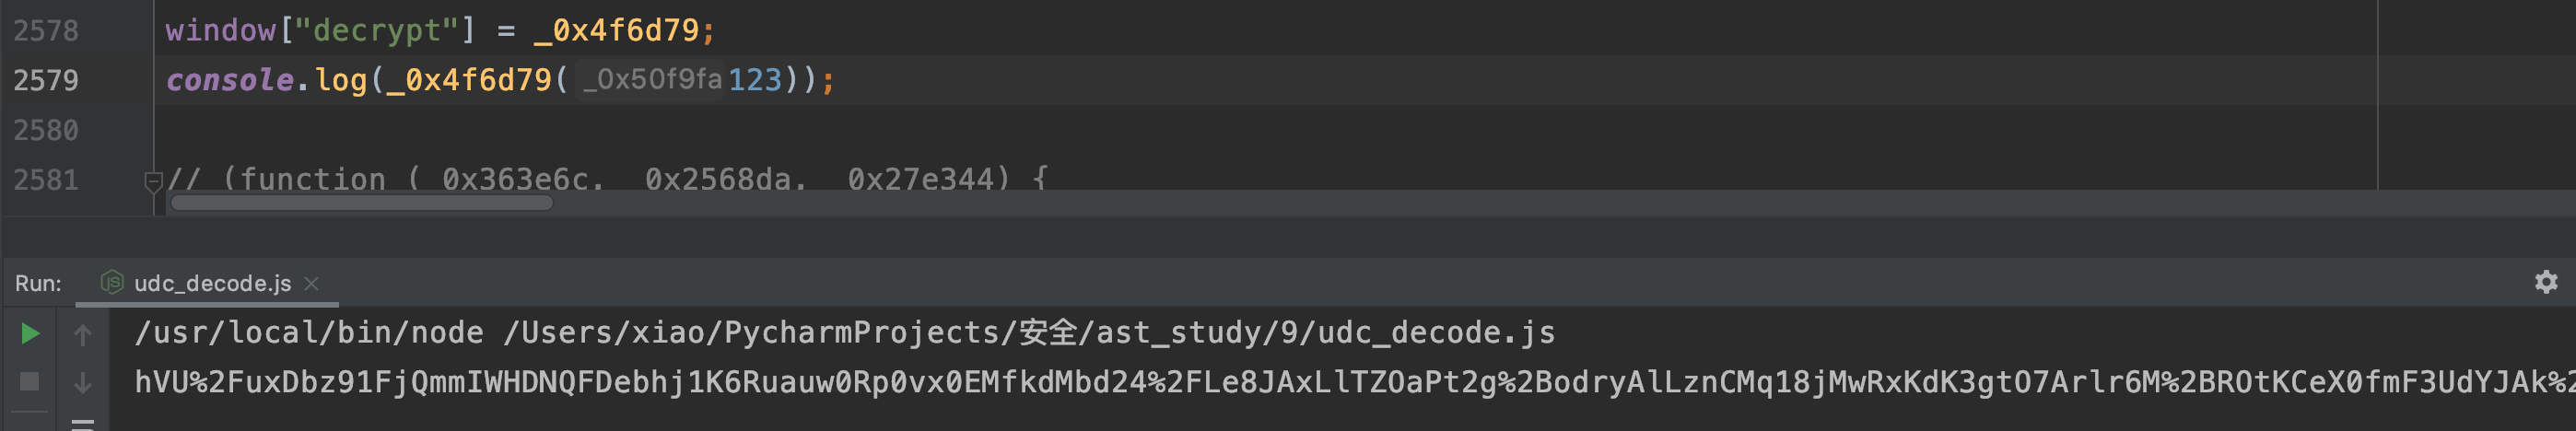 2578 window["decrypt"] = _0x4f6d79;
2579 console.log(_0x4f6d79( _0x50f9fa 123));
2580
2581 // (function ( 0x363e6c, 0x2568da, 0x27e344) {
Run: udc_decode.js
/usr/local/bin/node /Users/xiao/PycharmProjects/安全/ast_study/9/udc_decode.js
hVU%2FuxDbz91FjQmmIWHDNQFDebhj1K6Ruauw0Rp0vx0EMfkdMbd24%2FLe8JAxLlTZOaPt2g%2BodryAlLznCMq18jMwRxKdK3gtO7Arlr6M%2BROtKCeX0fmF3UdYJAk%2